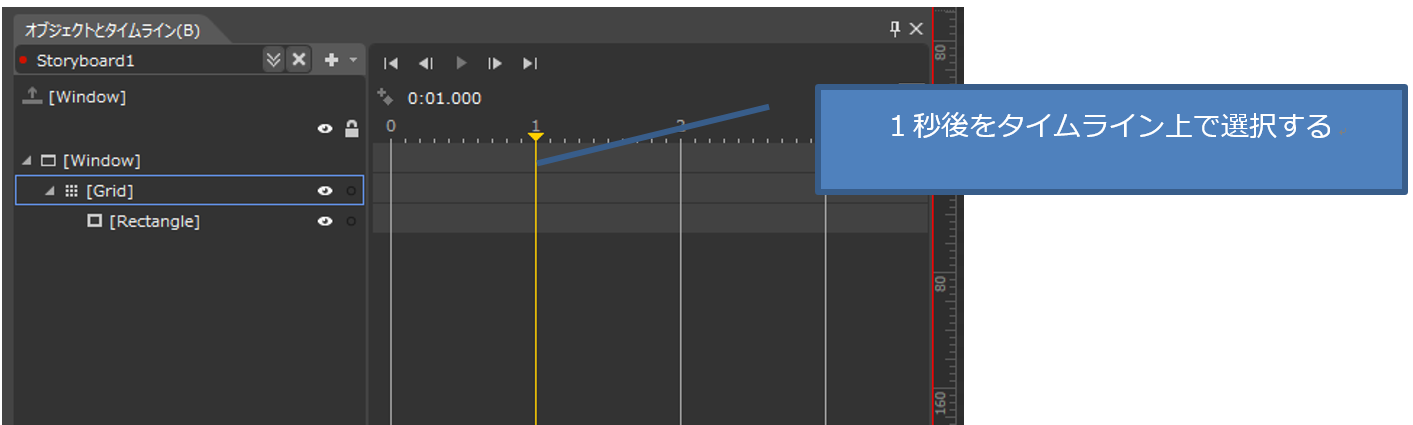 オブジェクトとタイムライン(B)
Storyboard1
[Window]
0:01.000
0 1 2
[Window]
[Grid]
[Rectangle]
１秒後をタイムライン上で選択する
80
80
160